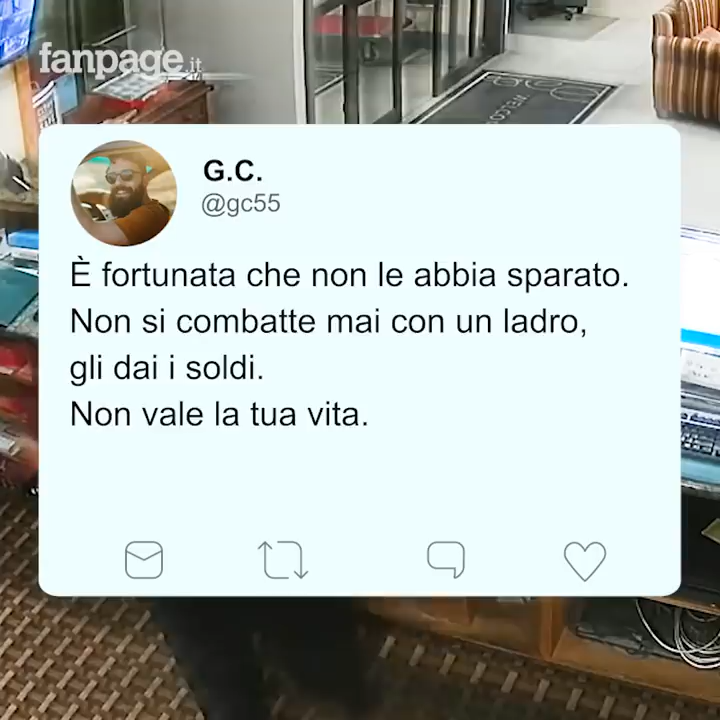 fanpage.it
WELCO
G.C.
@gc55
È fortunata che non le abbia sparato.
Non si combatte mai con un ladro,
gli dai i soldi.
Non vale la tua vita.